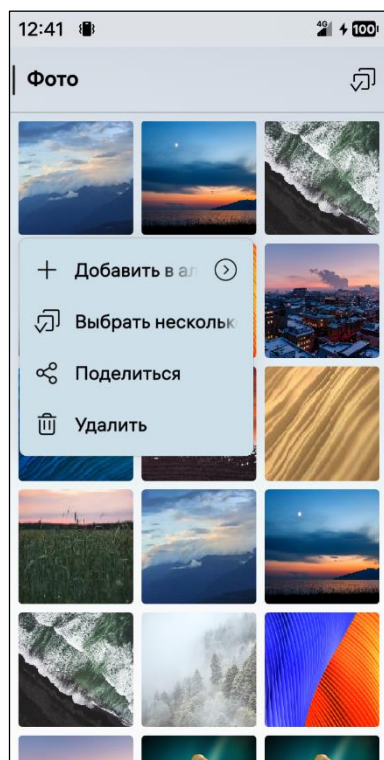 12:41 4G 100
Фото
Добавить в ал
Выбрать нескольк
Поделиться
Удалить